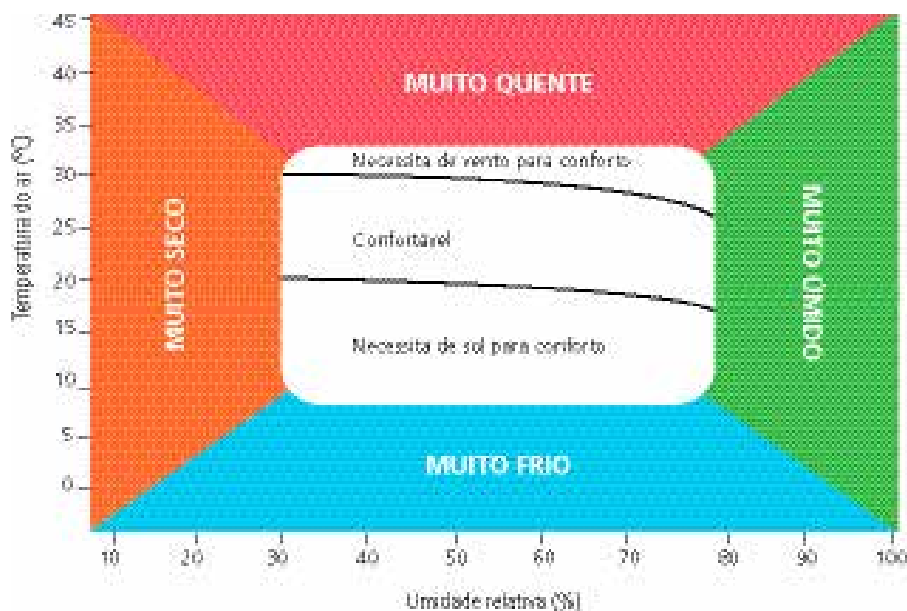 45
40
35
30
25
20
15
10
5
0
Temperatura do ar (ºC)
MUITO QUENTE
Necessita de vento para conforto
Confortável
Necessita de sol para conforto
MUITO SECO
MUITO ÚMIDO
MUITO FRIO
10 20 30 40 50 60 70 80 90 100
Umidade relativa (%)